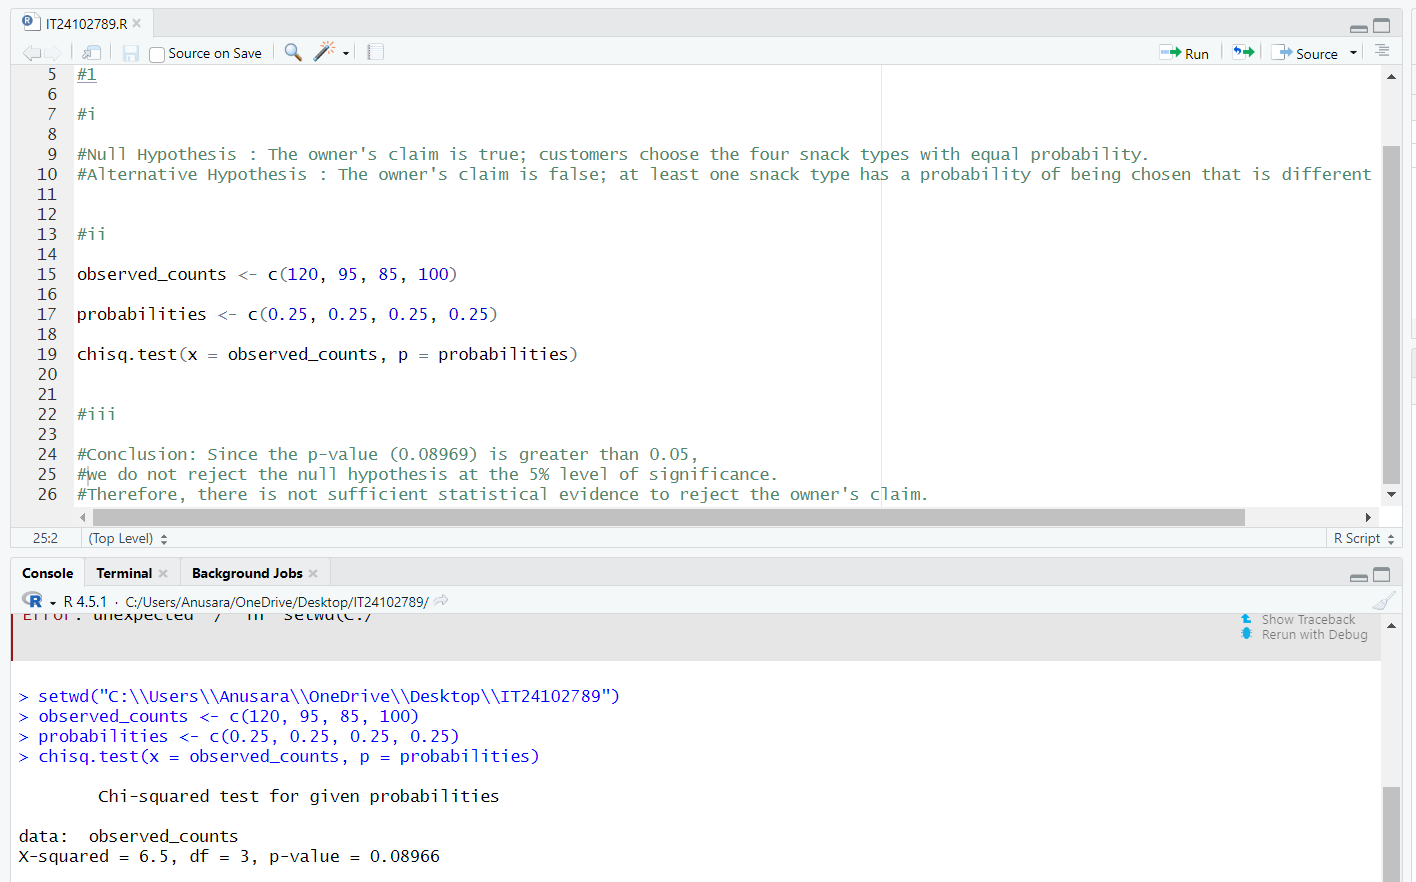 IT24102789.R
Source on Save
Run
Source
5 #1
6
7 #i
8
9 #Null Hypothesis : The owner's claim is true; customers choose the four snack types with equal probability.
10 #Alternative Hypothesis : The owner's claim is false; at least one snack type has a probability of being chosen that is different
11
12
13 #ii
14
15 observed_counts <- c(120, 95, 85, 100)
16
17 probabilities <- c(0.25, 0.25, 0.25, 0.25)
18
19 chisq.test(x = observed_counts, p = probabilities)
20
21
22 #iii
23
24 #Conclusion: Since the p-value (0.08969) is greater than 0.05,
25 #we do not reject the null hypothesis at the 5% level of significance.
26 #Therefore, there is not sufficient statistical evidence to reject the owner's claim.
25:2 (Top Level) R Script
Console Terminal Background Jobs
R 4.5.1 · C:/Users/Anusara/OneDrive/Desktop/IT24102789/
Error: unexpected '/' in "setwd(C:/"
Show Traceback
Rerun with Debug
> setwd("C:\\Users\\Anusara\\OneDrive\\Desktop\\IT24102789")
> observed_counts <- c(120, 95, 85, 100)
> probabilities <- c(0.25, 0.25, 0.25, 0.25)
> chisq.test(x = observed_counts, p = probabilities)
Chi-squared test for given probabilities
data: observed_counts
X-squared = 6.5, df = 3, p-value = 0.08966